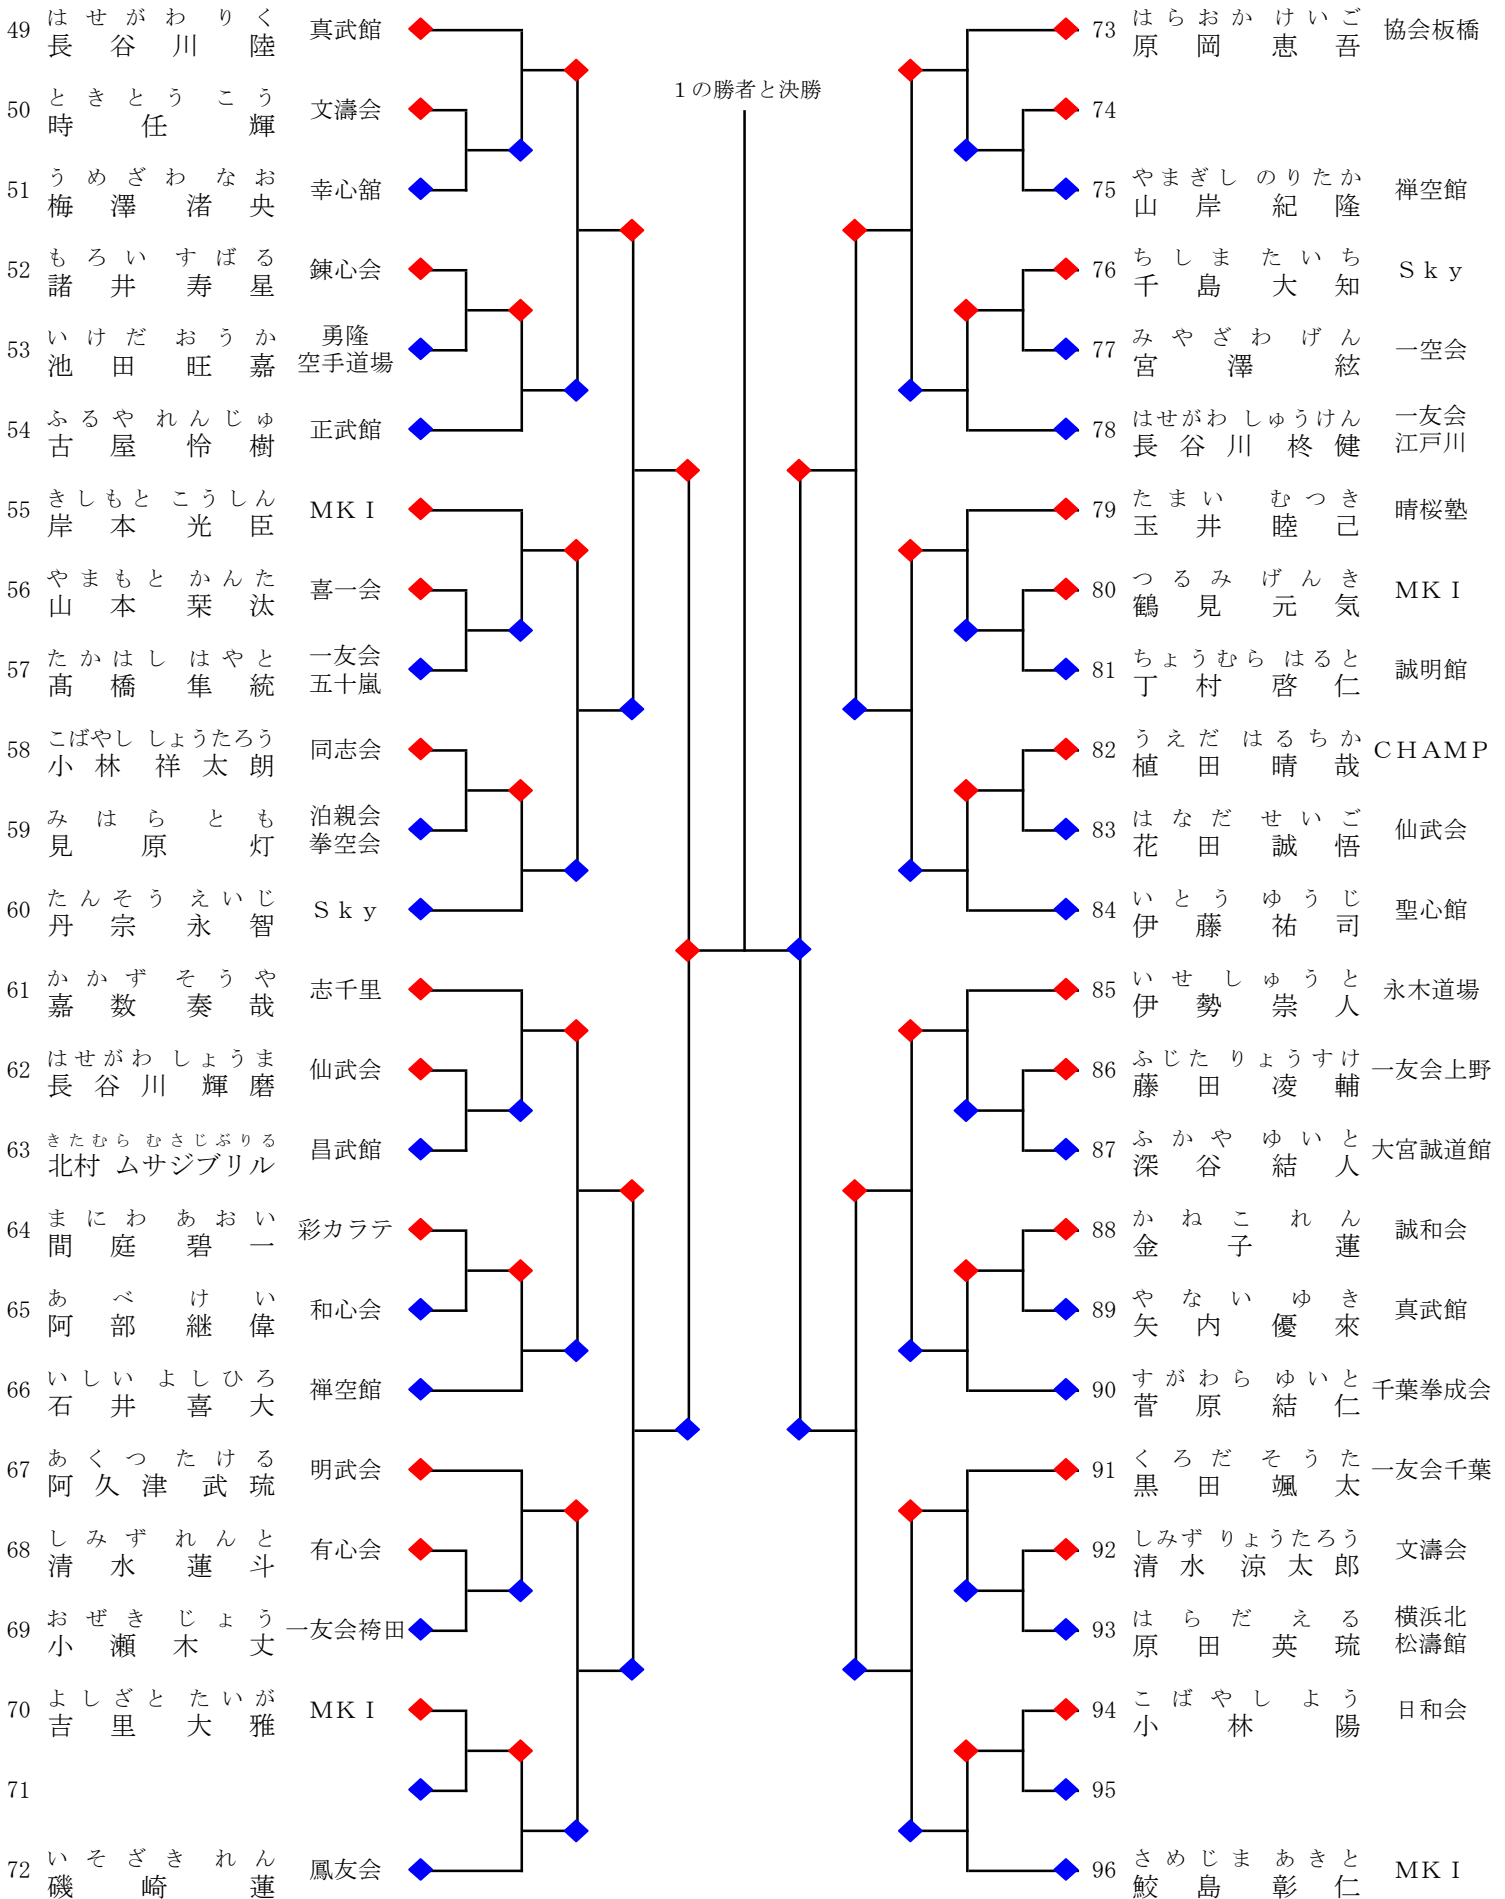 １の勝者と決勝
はせがわ りく
49 長谷川 陸 真武館
ときとう こう
50 時任 輝 文濤会
うめざわ なお
51 梅澤 渚央 幸心舘
もろい すばる
52 諸井 寿星 錬心会
いけだ おうか
53 池田 旺嘉 勇隆
空手道場
ふるや れんじゅ
54 古屋 怜樹 正武館
きしもと こうしん
55 岸本 光臣 ＭＫＩ
やまもと かんた
56 山本 栞汰 喜一会
たかはし はやと
57 髙橋 隼統 一友会
五十嵐
こばやし しょうたろう
58 小林 祥太朗 同志会
みはら とも
59 見原 灯 泊親会
拳空会
たんそう えいじ
60 丹宗 永智 Ｓｋｙ
かかず そうや
61 嘉数 奏哉 志千里
はせがわ しょうま
62 長谷川 輝磨 仙武会
きたむら むさじぶりる
63 北村 ムサジブリル 昌武館
まにわ あおい
64 間庭 碧一 彩カラテ
あべ けい
65 阿部 継偉 和心会
いしい よしひろ
66 石井 喜大 禅空館
あくつ たける
67 阿久津 武琉 明武会
しみず れんと
68 清水 蓮斗 有心会
おぜき じょう
69 小瀬木 丈 一友会袴田
よしざと たいが
70 吉里 大雅 ＭＫＩ
71
いそざき れん
72 磯崎 蓮 鳳友会
はらおか けいご
73 原岡 恵吾 協会板橋
74
やまぎし のりたか
75 山岸 紀隆 禅空館
ちしま たいち
76 千島 大知 Ｓｋｙ
みやざわ げん
77 宮澤 絃 一空会
はせがわ しゅうけん
78 長谷川 柊健 一友会
江戸川
たまい むつき
79 玉井 睦己 晴桜塾
つるみ げんき
80 鶴見 元気 ＭＫＩ
ちょうむら はると
81 丁村 啓仁 誠明館
うえだ はるちか
82 植田 晴哉 ＣＨＡＭＰ
はなだ せいご
83 花田 誠悟 仙武会
いとう ゆうじ
84 伊藤 祐司 聖心館
いせ しゅうと
85 伊勢 崇人 永木道場
ふじた りょうすけ
86 藤田 凌輔 一友会上野
ふかや ゆいと
87 深谷 結人 大宮誠道館
かねこ れん
88 金子 蓮 誠和会
やない ゆき
89 矢内 優來 真武館
すがわら ゆいと
90 菅原 結仁 千葉拳成会
くろだ そうた
91 黒田 颯太 一友会千葉
しみず りょうたろう
92 清水 涼太郎 文濤会
はらだ える
93 原田 英琉 横浜北
松濤館
こばやし よう
94 小林 陽 日和会
95
さめじま あきと
96 鮫島 彰仁 ＭＫＩ